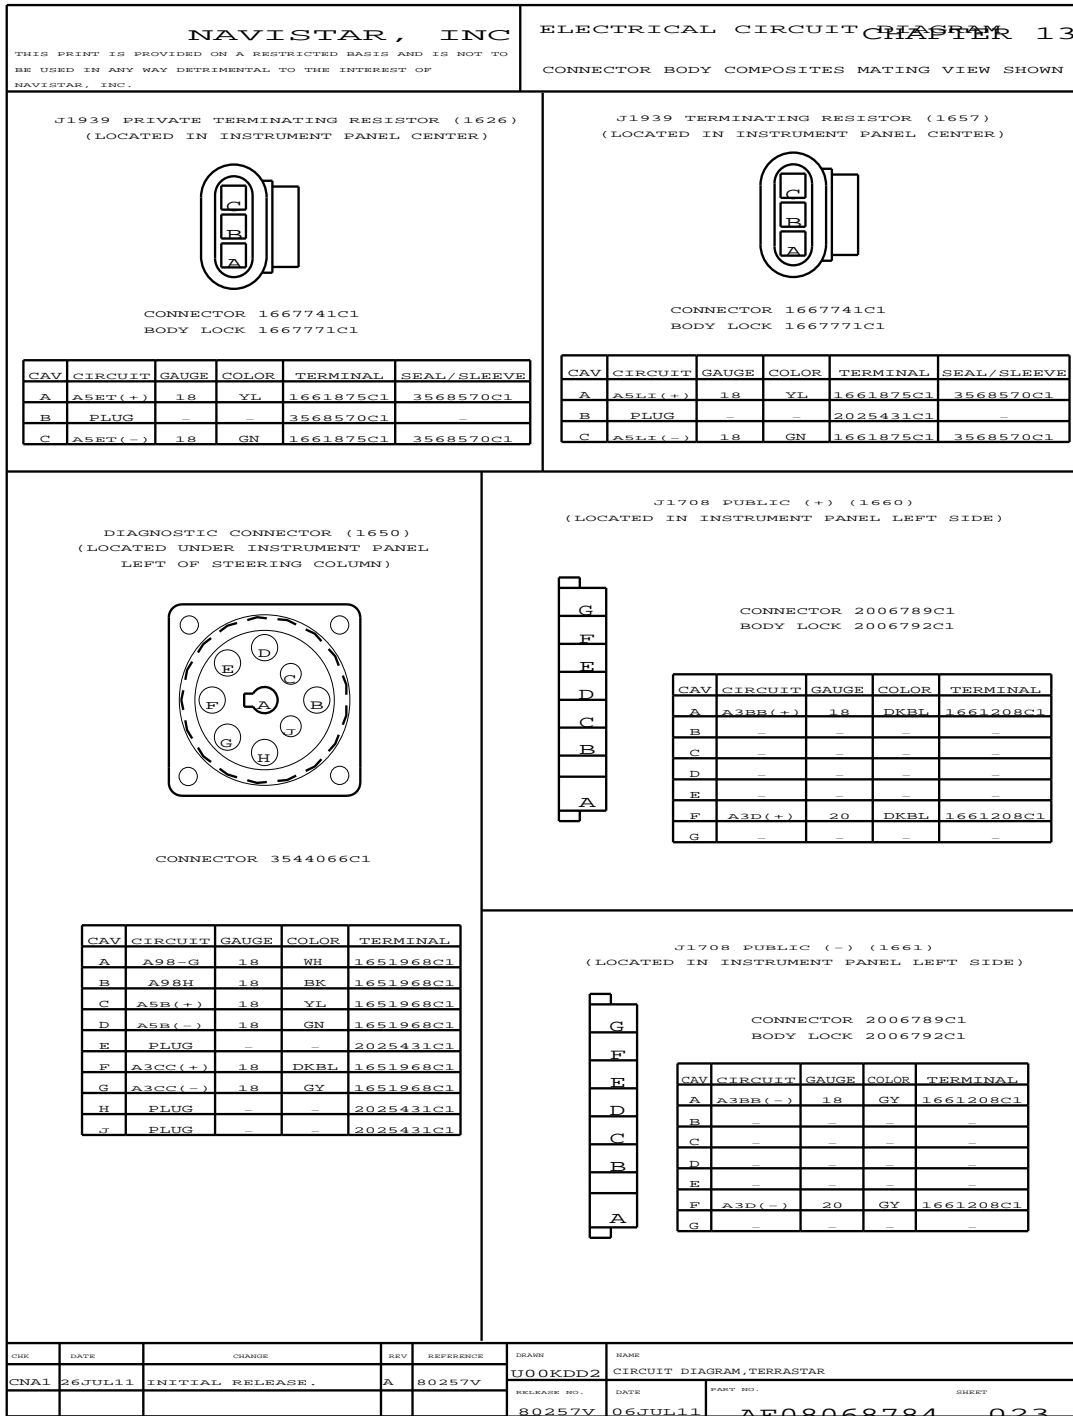 NAVISTAR, INC
THIS PRINT IS PROVIDED ON A RESTRICTED BASIS AND IS NOT TO
BE USED IN ANY WAY DETRIMENTAL TO THE INTEREST OF
NAVISTAR, INC.
ELECTRICAL CIRCUIT DIAGRAM
CHAPTER 13
CONNECTOR BODY COMPOSITES MATING VIEW SHOWN
J1939 PRIVATE TERMINATING RESISTOR (1626)
(LOCATED IN INSTRUMENT PANEL CENTER)
C
B
A
CONNECTOR 1667741C1
BODY LOCK 1667771C1
CAV CIRCUIT GAUGE COLOR TERMINAL SEAL/SLEEVE
A A5ET(+) 18 YL 1661875C1 3568570C1
B PLUG – – 3568570C1 –
C A5ET(–) 18 GN 1661875C1 3568570C1
J1939 TERMINATING RESISTOR (1657)
(LOCATED IN INSTRUMENT PANEL CENTER)
C
B
A
CONNECTOR 1667741C1
BODY LOCK 1667771C1
CAV CIRCUIT GAUGE COLOR TERMINAL SEAL/SLEEVE
A A5LI(+) 18 YL 1661875C1 3568570C1
B PLUG – – 2025431C1 –
C A5LI(–) 18 GN 1661875C1 3568570C1
DIAGNOSTIC CONNECTOR (1650)
(LOCATED UNDER INSTRUMENT PANEL
LEFT OF STEERING COLUMN)
D
E C
F A B
G J
H
CONNECTOR 3544066C1
CAV CIRCUIT GAUGE COLOR TERMINAL
A A98–G 18 WH 1651968C1
B A98H 18 BK 1651968C1
C A5B(+) 18 YL 1651968C1
D A5B(–) 18 GN 1651968C1
E PLUG – – 2025431C1
F A3CC(+) 18 DKBL 1651968C1
G A3CC(–) 18 GY 1651968C1
H PLUG – – 2025431C1
J PLUG – – 2025431C1
J1708 PUBLIC (+) (1660)
(LOCATED IN INSTRUMENT PANEL LEFT SIDE)
G
F
E
D
C
B
A
CONNECTOR 2006789C1
BODY LOCK 2006792C1
CAV CIRCUIT GAUGE COLOR TERMINAL
A A3BB(+) 18 DKBL 1661208C1
B – – – –
C – – – –
D – – – –
E – – – –
F A3D(+) 20 DKBL 1661208C1
G – – – –
J1708 PUBLIC (–) (1661)
(LOCATED IN INSTRUMENT PANEL LEFT SIDE)
G
F
E
D
C
B
A
CONNECTOR 2006789C1
BODY LOCK 2006792C1
CAV CIRCUIT GAUGE COLOR TERMINAL
A A3BB(–) 18 GY 1661208C1
B – – – –
C – – – –
D – – – –
E – – – –
F A3D(–) 20 GY 1661208C1
G – – – –
CHK DATE CHANGE REV REFERENCE
CNA1 26JUL11 INITIAL RELEASE. A 80257V
DRAWN NAME
U00KDD2 CIRCUIT DIAGRAM,TERRASTAR
RELEASE NO. DATE PART NO. SHEET
80257V 06JUL11 AF08068784 023